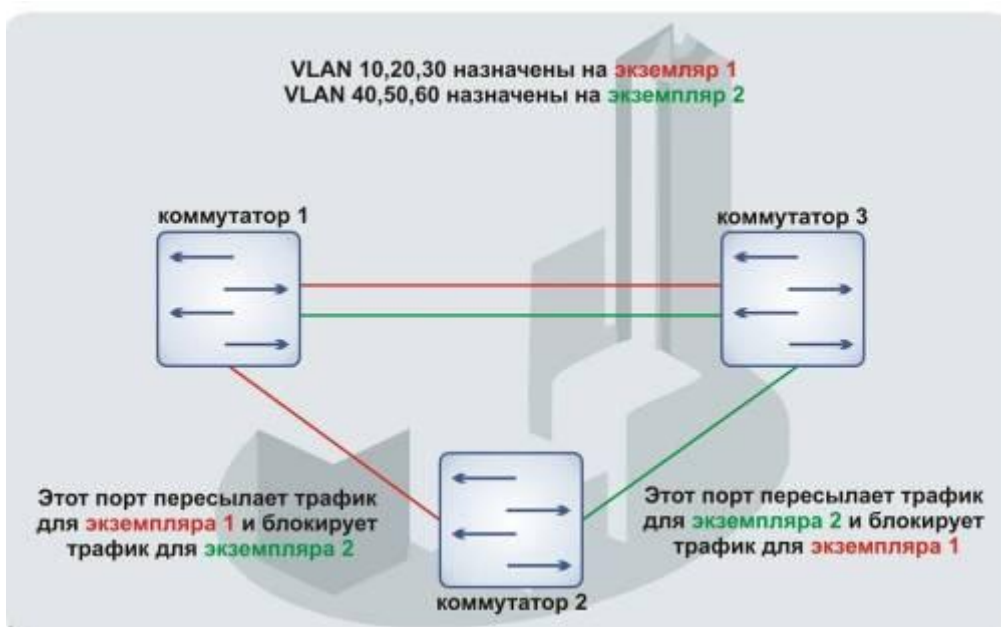 VLAN 10,20,30 назначены на экземляр 1
VLAN 40,50,60 назначены на экземпляр 2
коммутатор 1
коммутатор 3
Этот порт пересылает трафик
для экземпляра 1 и блокирует
трафик для экземпляра 2
Этот порт пересылает трафик
для экземпляра 2 и блокирует
трафик для экземпляра 1
коммутатор 2